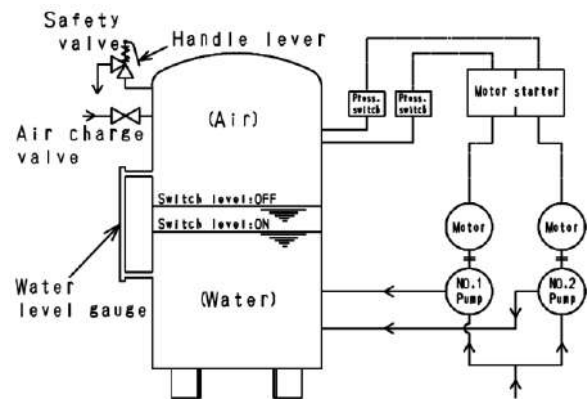 Safety
valve
Handle lever
Air charge
valve
(Air)
Press.
switch
Press.
switch
Motor starter
Switch level:OFF
Switch level:ON
Motor
Motor
Water
level gauge
(Water)
NO.1
Pump
NO.2
Pump